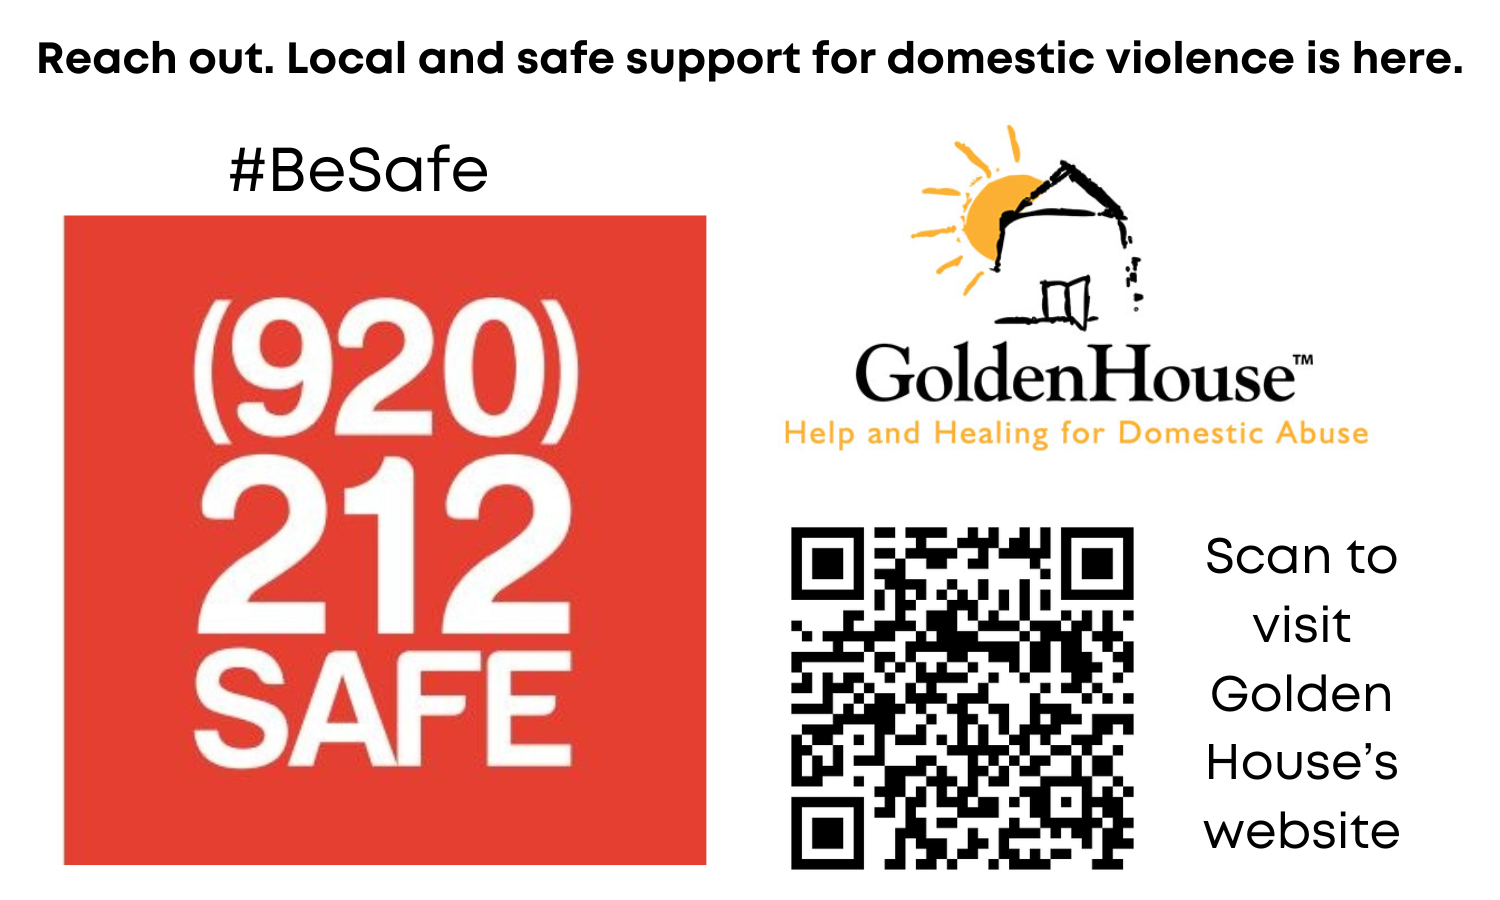 Reach out. Local and safe support for domestic violence is here.
#BeSafe
(920)
212
SAFE
GoldenHouse™
Help and Healing for Domestic Abuse
Scan to
visit
Golden
House’s
website